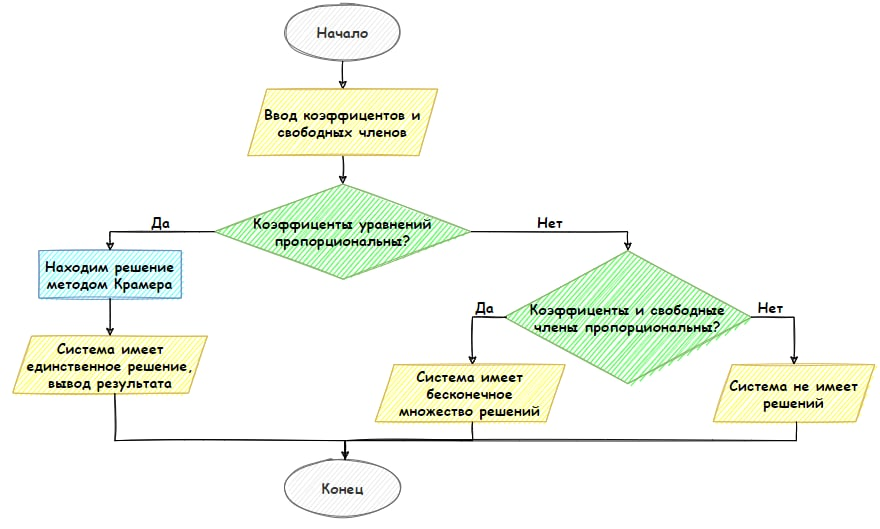 Начало
Ввод коэффицентов и
свободных членов
Коэффиценты уравнений
пропорциональны?
Да
Нет
Находим решение
методом Крамера
Коэффиценты и свободные
члены пропорциональны?
Да
Нет
Система имеет
единственное решение,
вывод результата
Система имеет
бесконечное
множество решений
Система не имеет
решений
Конец